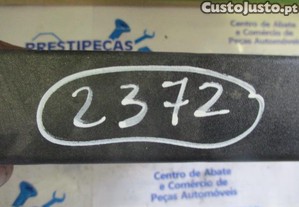 Custojusto.pt
PRESTIPEÇAS
Centro de Abate
e Comércio de
Peças Automóveis
2372
Centro de Abate
e Comércio de
Peças Automóveis